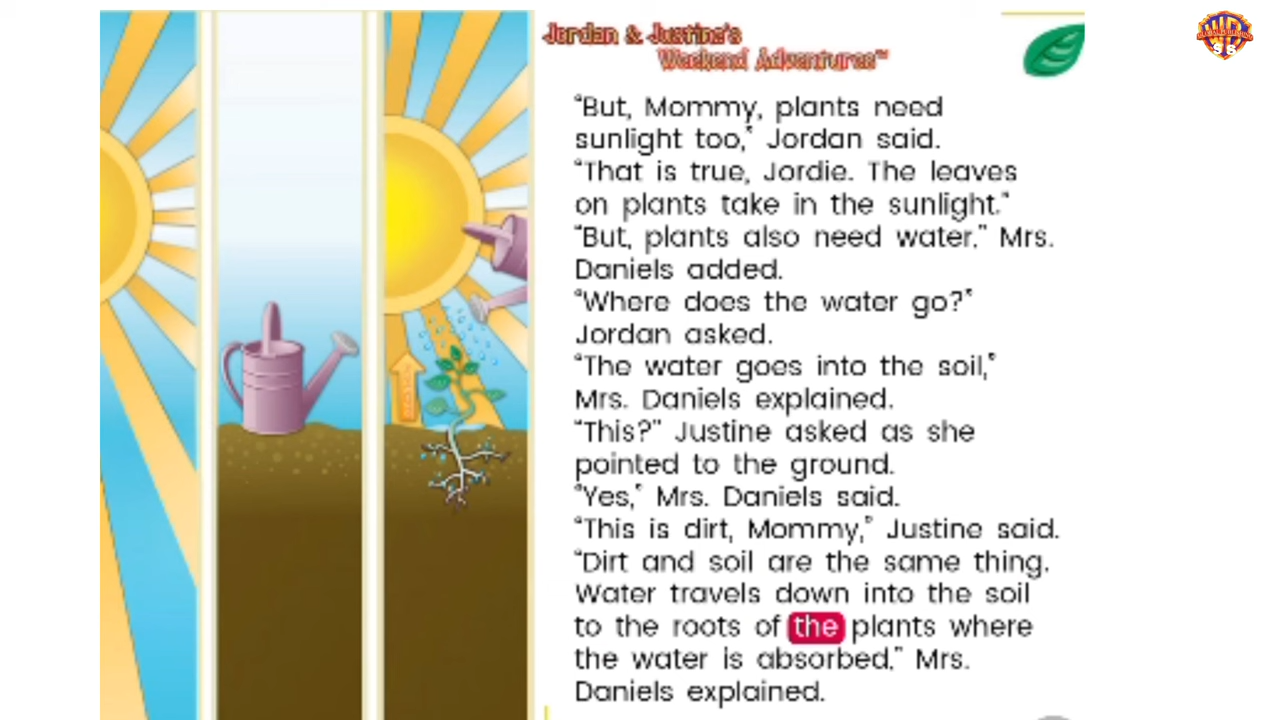 Jordan & Justine's
Weekend Adventures™
“But, Mommy, plants need
sunlight too,” Jordan said.
“That is true, Jordie. The leaves
on plants take in the sunlight.”
“But, plants also need water,” Mrs.
Daniels added.
“Where does the water go?”
Jordan asked.
“The water goes into the soil,”
Mrs. Daniels explained.
“This?” Justine asked as she
pointed to the ground.
“Yes,” Mrs. Daniels said.
“This is dirt, Mommy,” Justine said.
“Dirt and soil are the same thing.
Water travels down into the soil
to the roots of the plants where
the water is absorbed,” Mrs.
Daniels explained.